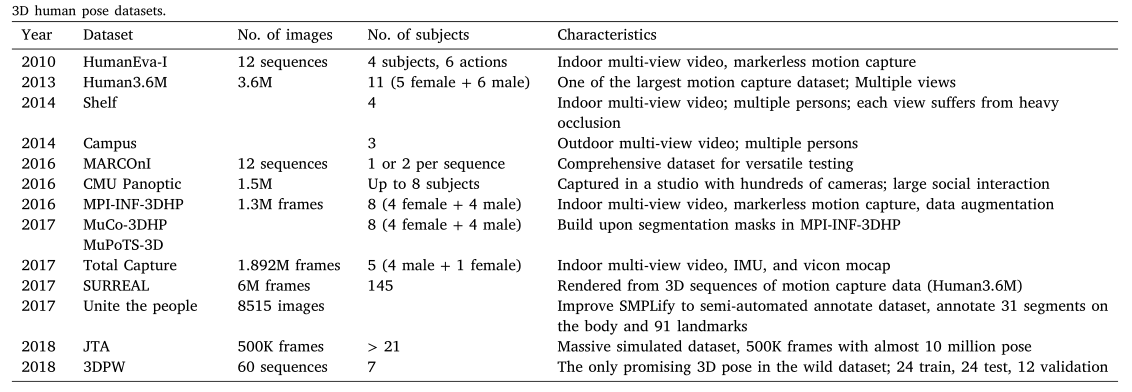 3D human pose datasets.
Year Dataset No. of images No. of subjects Characteristics
2010 HumanEva-I 12 sequences 4 subjects, 6 actions Indoor multi-view video, markerless motion capture
2013 Human3.6M 3.6M 11 (5 female + 6 male) One of the largest motion capture dataset; Multiple views
2014 Shelf 4 Indoor multi-view video; multiple persons; each view suffers from heavy
occlusion
2014 Campus 3 Outdoor multi-view video; multiple persons
2016 MARCOnI 12 sequences 1 or 2 per sequence Comprehensive dataset for versatile testing
2016 CMU Panoptic 1.5M Up to 8 subjects Captured in a studio with hundreds of cameras; large social interaction
2016 MPI-INF-3DHP 1.3M frames 8 (4 female + 4 male) Indoor multi-view video, markerless motion capture, data augmentation
2017 MuCo-3DHP 8 (4 female + 4 male) Build upon segmentation masks in MPI-INF-3DHP
MuPoTS-3D
2017 Total Capture 1.892M frames 5 (4 male + 1 female) Indoor multi-view video, IMU, and vicon mocap
2017 SURREAL 6M frames 145 Rendered from 3D sequences of motion capture data (Human3.6M)
2017 Unite the people 8515 images Improve SMPLify to semi-automated annotate dataset, annotate 31 segments on
the body and 91 landmarks
2018 JTA 500K frames > 21 Massive simulated dataset, 500K frames with almost 10 million pose
2018 3DPW 60 sequences 7 The only promising 3D pose in the wild dataset; 24 train, 24 test, 12 validation